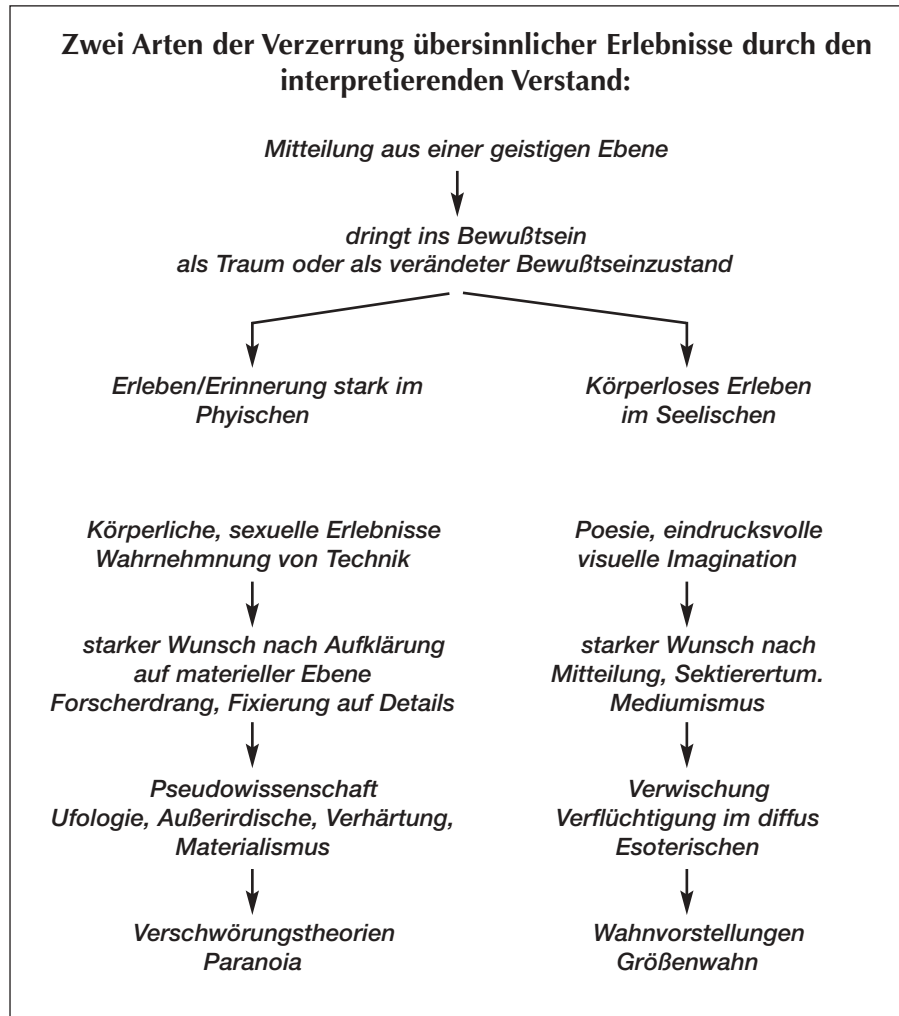 Zwei Arten der Verzerrung übersinnlicher Erlebnisse durch den
interpretierenden Verstand:
Mitteilung aus einer geistigen Ebene
dringt ins Bewußtsein
als Traum oder als verändeter Bewußtseinzustand
Erleben/Erinnerung stark im
Phyischen
Körperloses Erleben
im Seelischen
Körperliche, sexuelle Erlebnisse
Wahrnehmnung von Technik
Poesie, eindrucksvolle
visuelle Imagination
starker Wunsch nach Aufklärung
auf materieller Ebene
Forscherdrang, Fixierung auf Details
starker Wunsch nach
Mitteilung, Sektierertum.
Mediumismus
Pseudowissenschaft
Ufologie, Außerirdische, Verhärtung,
Materialismus
Verwischung
Verflüchtigung im diffus
Esoterischen
Verschwörungstheorien
Paranoia
Wahnvorstellungen
Größenwahn